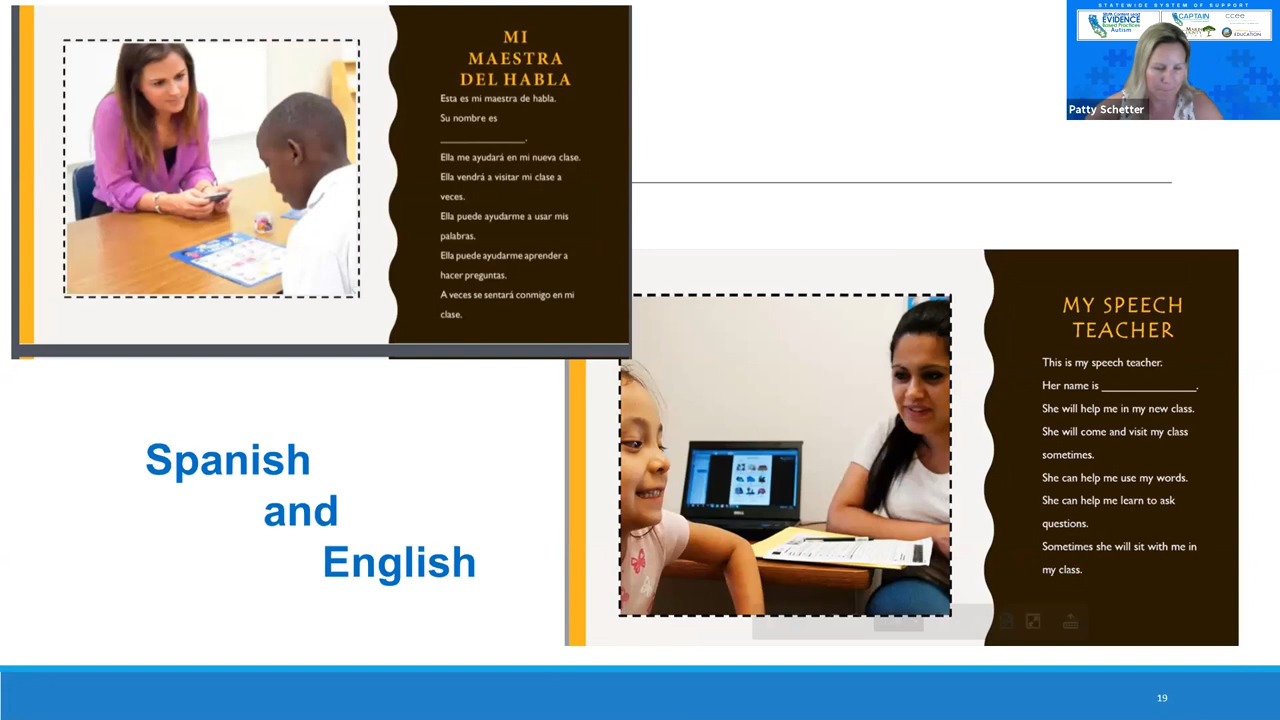 MI
MAESTRA
DEL HABLA
Esta es mi maestra de habla.
Su nombre es
_______________.
Ella me ayudará en mi nueva clase.
Ella vendrá a visitar mi clase a
veces.
Ella puede ayudarme a usar mis
palabras.
Ella puede ayudarme aprender a
hacer preguntas.
A veces se sentará conmigo en mi
clase.
STATEWIDE SYSTEM OF SUPPORT
EVIDENCE
Based Practices
Autism
CAPTAIN
ccee
EDUCATION
Patty Schetter
MY SPEECH
TEACHER
This is my speech teacher.
Her name is _______________.
She will help me in my new class.
She will come and visit my class
sometimes.
She can help me use my words.
She can help me learn to ask
questions.
Sometimes she will sit with me in
my class.
Spanish
and
English
19